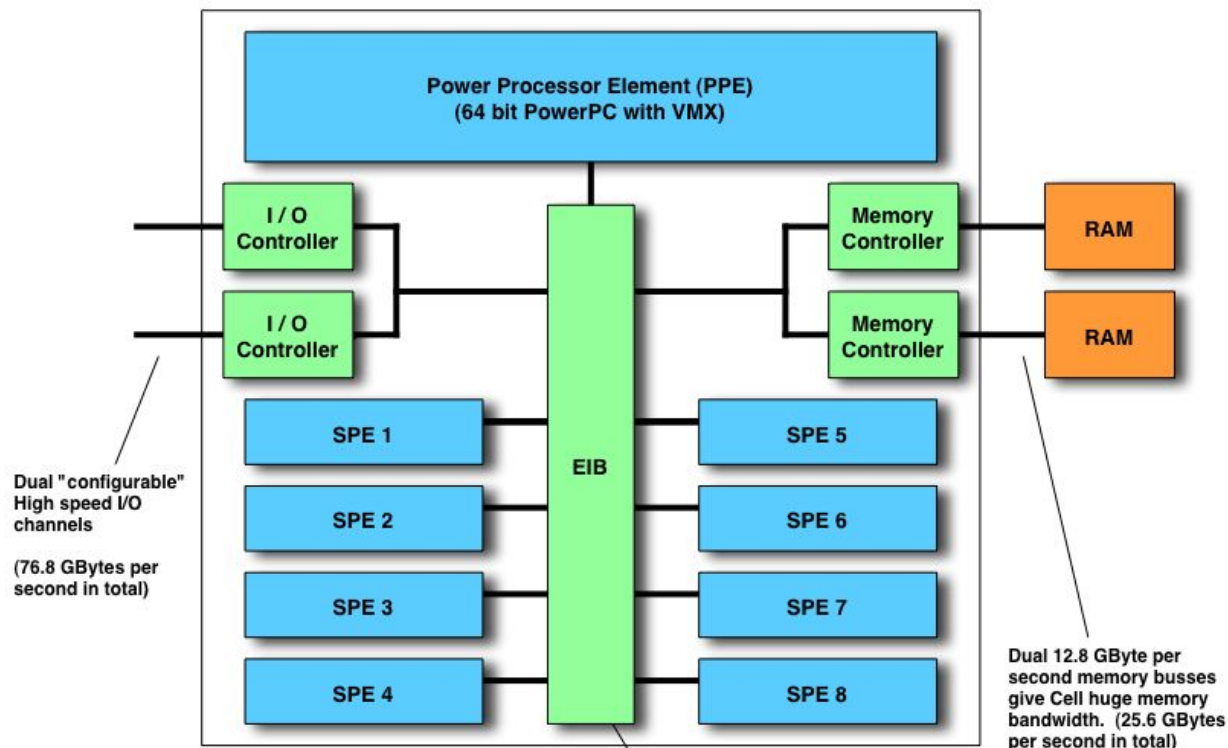 Power Processor Element (PPE)
(64 bit PowerPC with VMX)
I / O
Controller
Memory
Controller
RAM
I / O
Controller
Memory
Controller
RAM
SPE 1
SPE 5
EIB
SPE 2
SPE 6
SPE 3
SPE 7
SPE 4
SPE 8
Dual "configurable"
High speed I/O
channels
(76.8 GBytes per
second in total)
Dual 12.8 GByte per
second memory busses
give Cell huge memory
bandwidth. (25.6 GBytes
per second in total)